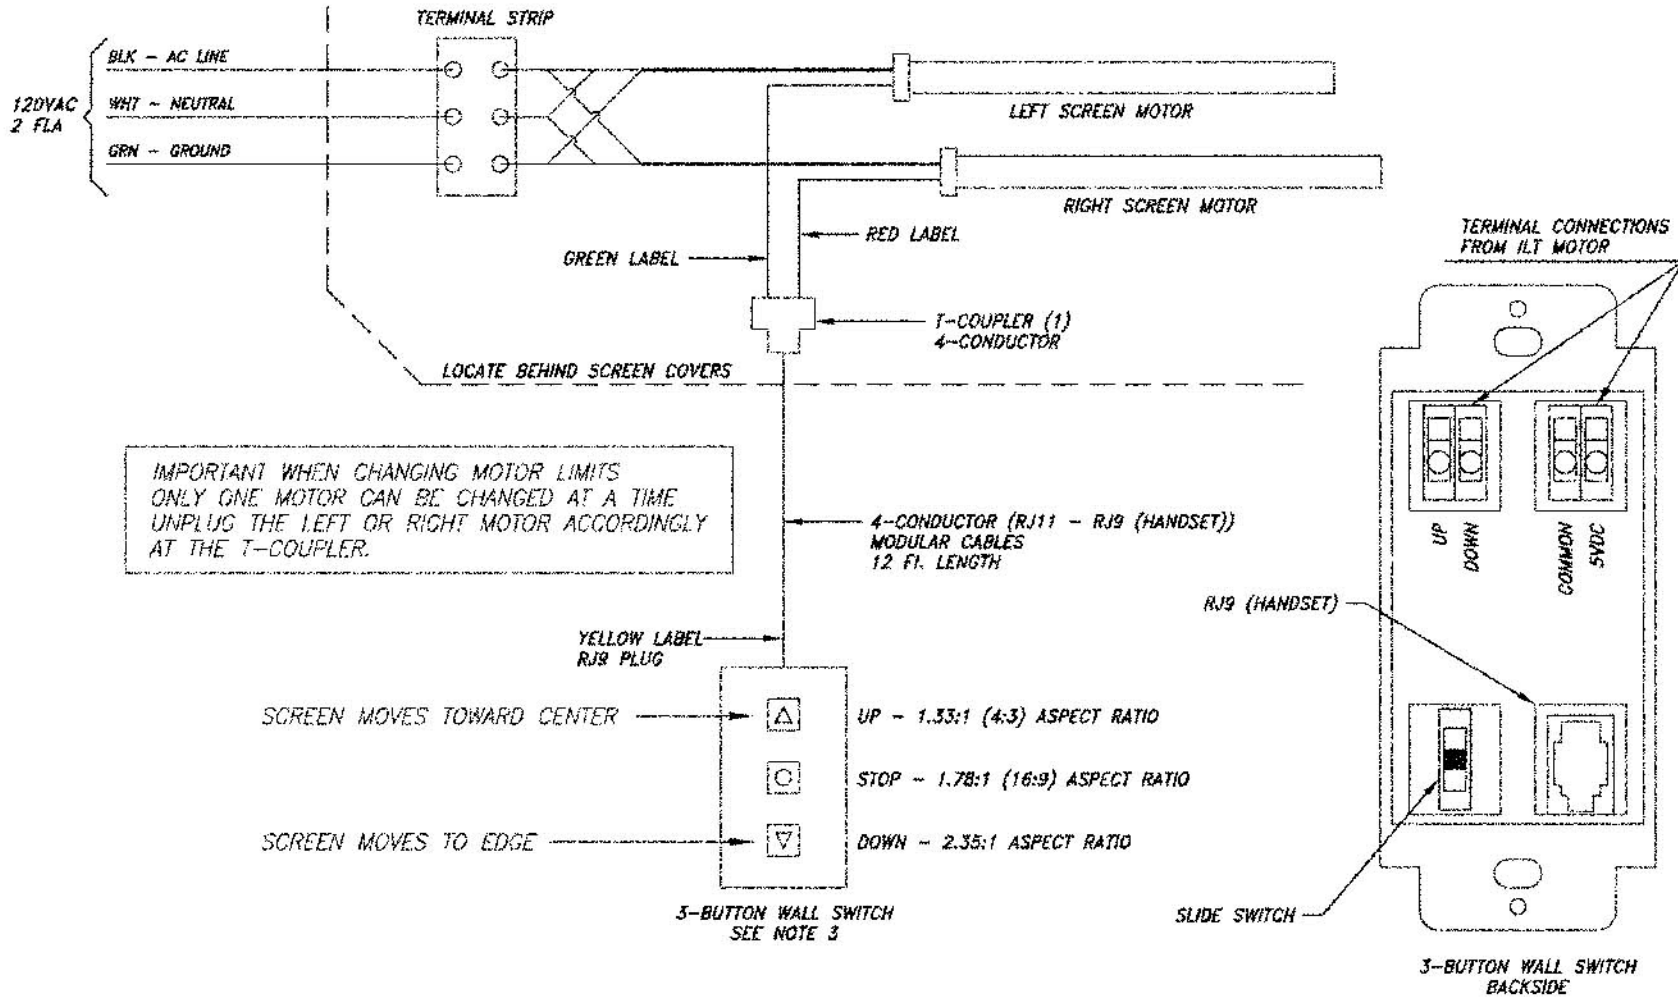 TERMINAL STRIP
BLK - AC LINE
120VAC
2 FLA
WHT - NEUTRAL
GRN - GROUND
LEFT SCREEN MOTOR
RIGHT SCREEN MOTOR
RED LABEL
GREEN LABEL
T-COUPLER (1)
4-CONDUCTOR
LOCATE BEHIND SCREEN COVERS
TERMINAL CONNECTIONS
FROM ILT MOTOR
IMPORTANT WHEN CHANGING MOTOR LIMITS
ONLY ONE MOTOR CAN BE CHANGED AT A TIME
UNPLUG THE LEFT OR RIGHT MOTOR ACCORDINGLY
AT THE T-COUPLER.
4-CONDUCTOR (RJ11 - RJ9 (HANDSET))
MODULAR CABLES
12 FT. LENGTH
UP
DOWN
COMMON
5VDC
RJ9 (HANDSET)
YELLOW LABEL
RJ9 PLUG
SCREEN MOVES TOWARD CENTER
UP - 1.33:1 (4:3) ASPECT RATIO
STOP - 1.78:1 (16:9) ASPECT RATIO
SCREEN MOVES TO EDGE
DOWN - 2.35:1 ASPECT RATIO
3-BUTTON WALL SWITCH
SEE NOTE 3
SLIDE SWITCH
3-BUTTON WALL SWITCH
BACKSIDE